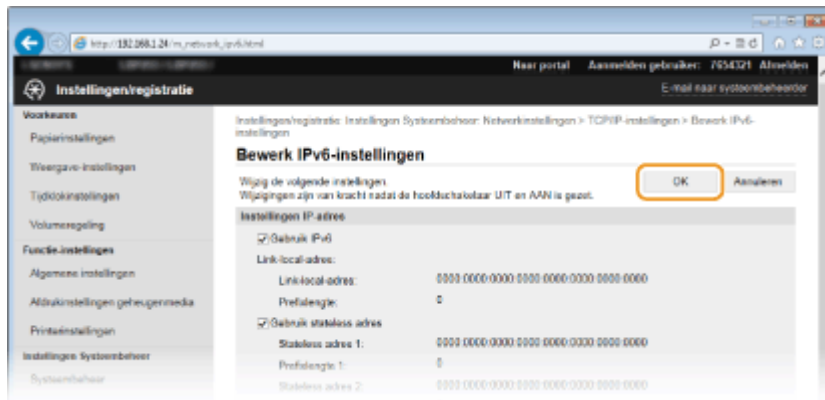 http://192.168.1.24/m_network_ipv6.html
Naar portal Aanmelden gebruiker: 7654321 Afmelden
Instellingen/registratie
E-mail naar systeembeheerder
Voorkeuren
Papierinstellingen
Weergave-instellingen
Tijdklokinstellingen
Volumeregeling
Functie-instellingen
Algemene instellingen
Afdrukinstellingen geheugenmedia
Printerinstellingen
Instellingen Systeembeheer
Systeembeheer
Instellingen/registratie: Instellingen Systeembeheer: Netwerkinstellingen > TCP/IP-instellingen > Bewerk IPv6-
instellingen
Bewerk IPv6-instellingen
Wijzig de volgende instellingen.
Wijzigingen zijn van kracht nadat de hoofdschakelaar UIT en AAN is gezet.
OK Annuleren
Instellingen IP-adres
Gebruik IPv6
Link-local-adres:
Link-local-adres: 0000:0000:0000:0000:0000:0000:0000:0000
Prefixlengte: 0
Gebruik stateless adres
Stateless adres 1: 0000:0000:0000:0000:0000:0000:0000:0000
Prefixlengte 1: 0
Stateless adres 2: 0000:0000:0000:0000:0000:0000:0000:0000